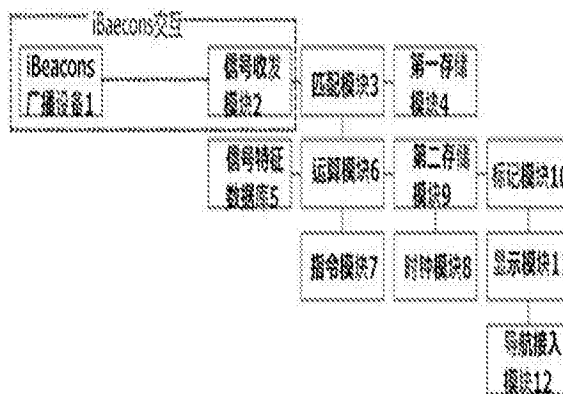 iBaecons交互
iBeacons
广播设备1
信号收发
模块2
匹配模块3
第一存储
模块4
信号特征
数据库5
运算模块6
第二存储
模块9
标记模块10
指令模块7
时钟模块8
显示模块11
导航接入
模块12